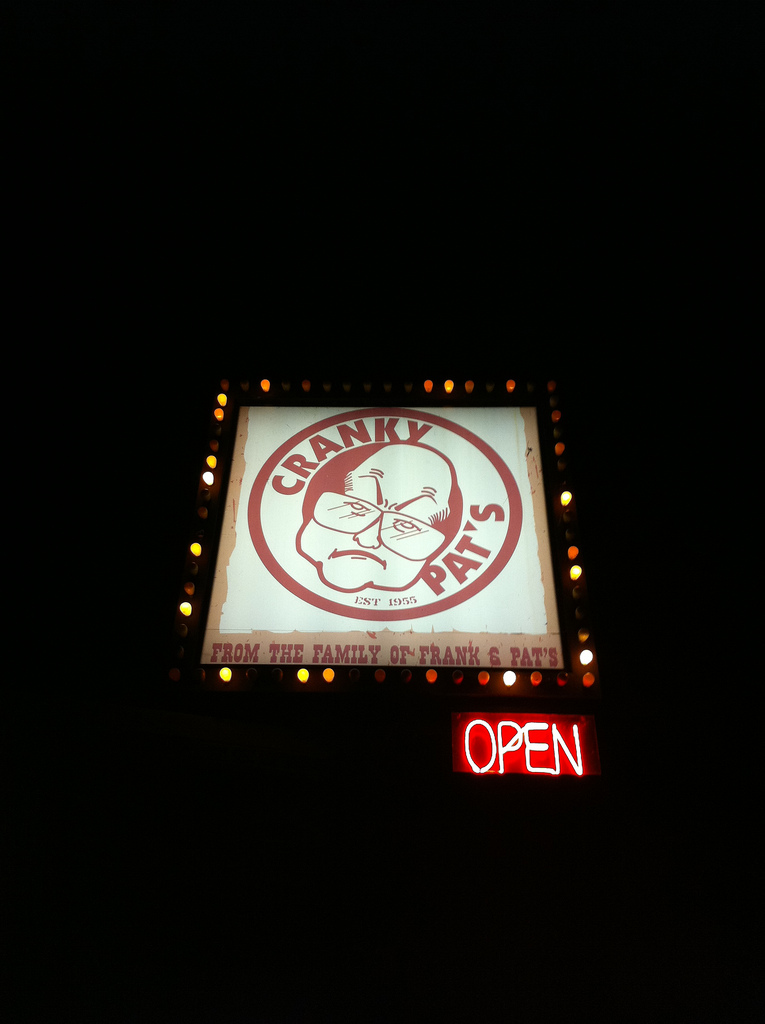 CRANKY
PAT'S
EST 1955
FROM THE FAMILY OF FRANK & PAT'S
OPEN